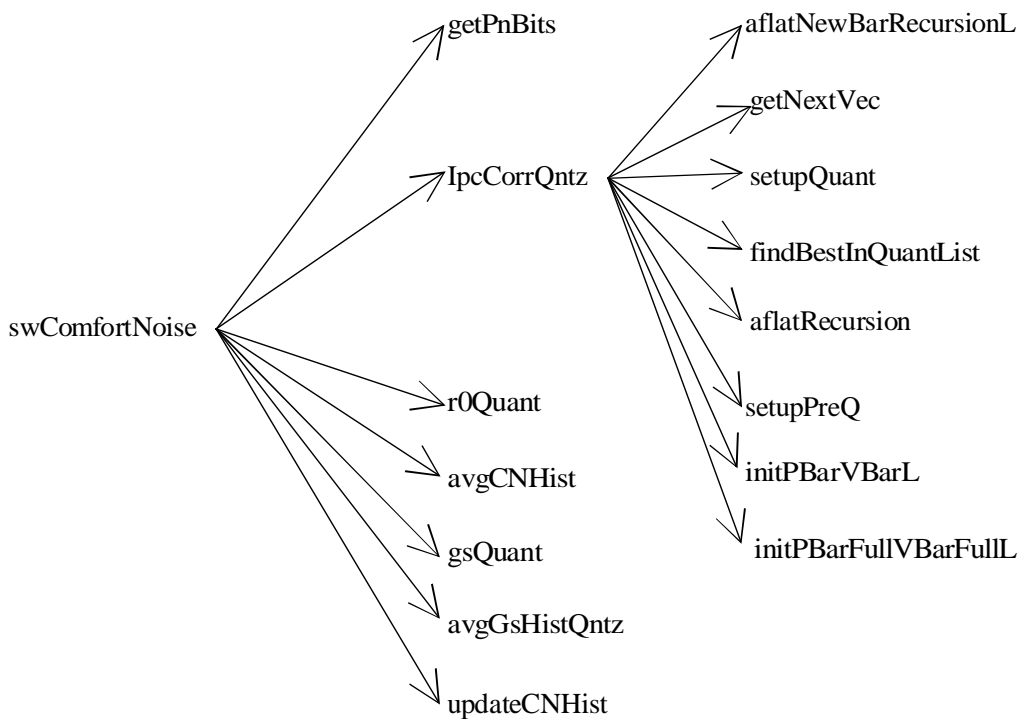 getPnBits
aflatNewBarRecursionL
getNextVec
IpcCorrQntz
setupQuant
findBestInQuantList
swComfortNoise
aflatRecursion
r0Quant
setupPreQ
avgCNHist
initPBarVBarL
gsQuant
initPBarFullVBarFullL
avgGsHistQntz
updateCNHist